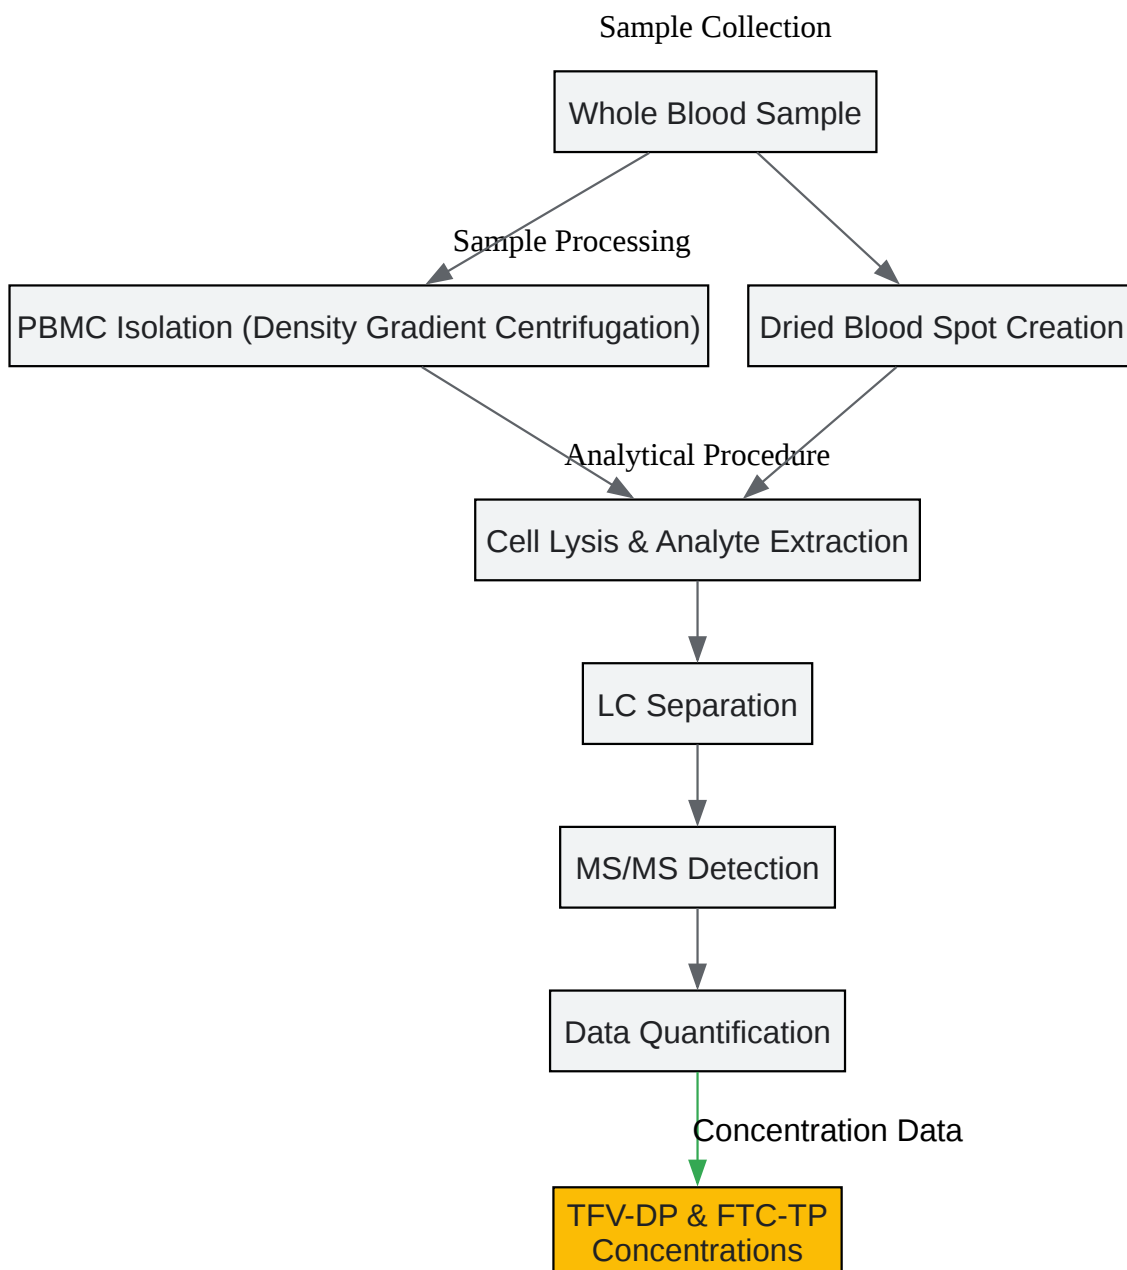 Sample Collection
Whole Blood Sample
Sample Processing
PBMC Isolation (Density Gradient Centrifugation)
Dried Blood Spot Creation
Analytical Procedure
Cell Lysis & Analyte Extraction
LC Separation
MS/MS Detection
Data Quantification
Concentration Data
TFV-DP & FTC-TP
Concentrations